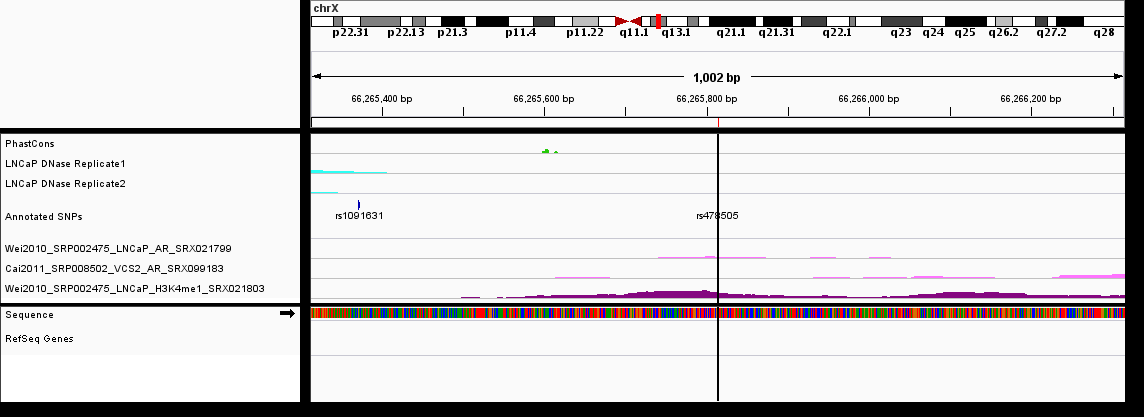 chrX
p22.31 p22.13 p21.3 p11.4 p11.22 q11.1 q13.1 q21.1 q21.31 q22.1 q23 q24 q25 q26.2 q27.2 q28
1,002 bp
66,265,400 bp 66,265,600 bp 66,265,800 bp 66,266,000 bp 66,266,200 bp
PhastCons
LNCaP DNase Replicate1
LNCaP DNase Replicate2
Annotated SNPs rs1091631 rs478505
Wei2010_SRP002475_LNCaP_AR_SRX021799
Cai2011_SRP008502_VCS2_AR_SRX099183
Wei2010_SRP002475_LNCaP_H3K4me1_SRX021803
Sequence
RefSeq Genes